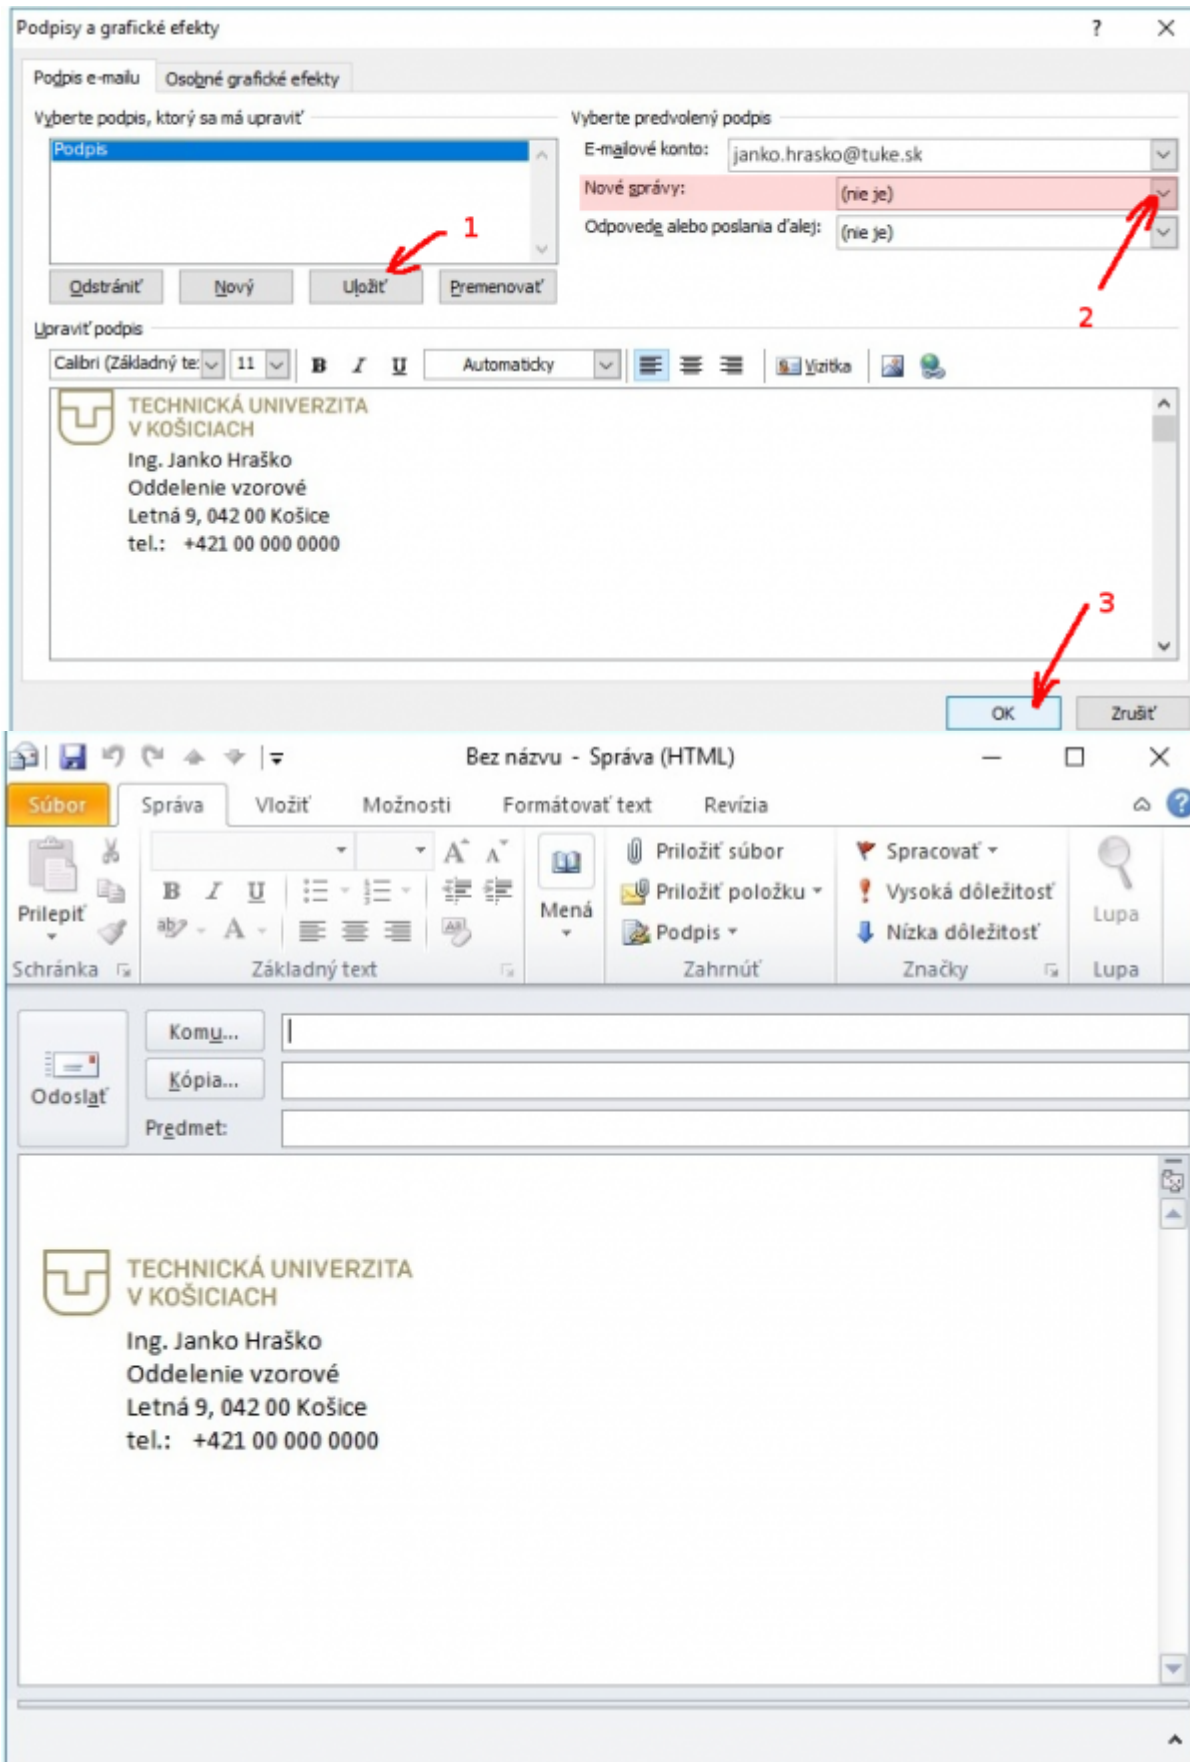 Podpisy a grafické efekty ?
Podpis e-mailu Osobné grafické efekty
Vyberte podpis, ktorý sa má upraviť
Podpis
1
Odstrániť Nový Uložiť Premenovať
Vyberte predvolený podpis
E-mailové konto: janko.hrasko@tuke.sk
Nové správy: (nie je)
Odpovede alebo poslania ďalej: (nie je)
2
Upraviť podpis
Calibri (Základný te: 11 B I U Automaticky Vizitka
TECHNICKÁ UNIVERZITA
V KOŠICIACH
Ing. Janko Hraško
Oddelenie vzorové
Letná 9, 042 00 Košice
tel.: +421 00 000 0000
3
OK Zrušiť
Bez názvu - Správa (HTML)
Súbor Správa Vložiť Možnosti Formátovať text Revízia ?
Prilepiť
Schránka
B I U
ab A Aa
Základný text
Mená
Priložiť súbor
Priložiť položku
Podpis
Zahrnúť
Spracovať
Vysoká dôležitosť
Nízka dôležitosť
Značky
Lupa
Lupa
Odoslať
Komu...
Kópia...
Predmet:
TECHNICKÁ UNIVERZITA
V KOŠICIACH
Ing. Janko Hraško
Oddelenie vzorové
Letná 9, 042 00 Košice
tel.: +421 00 000 0000